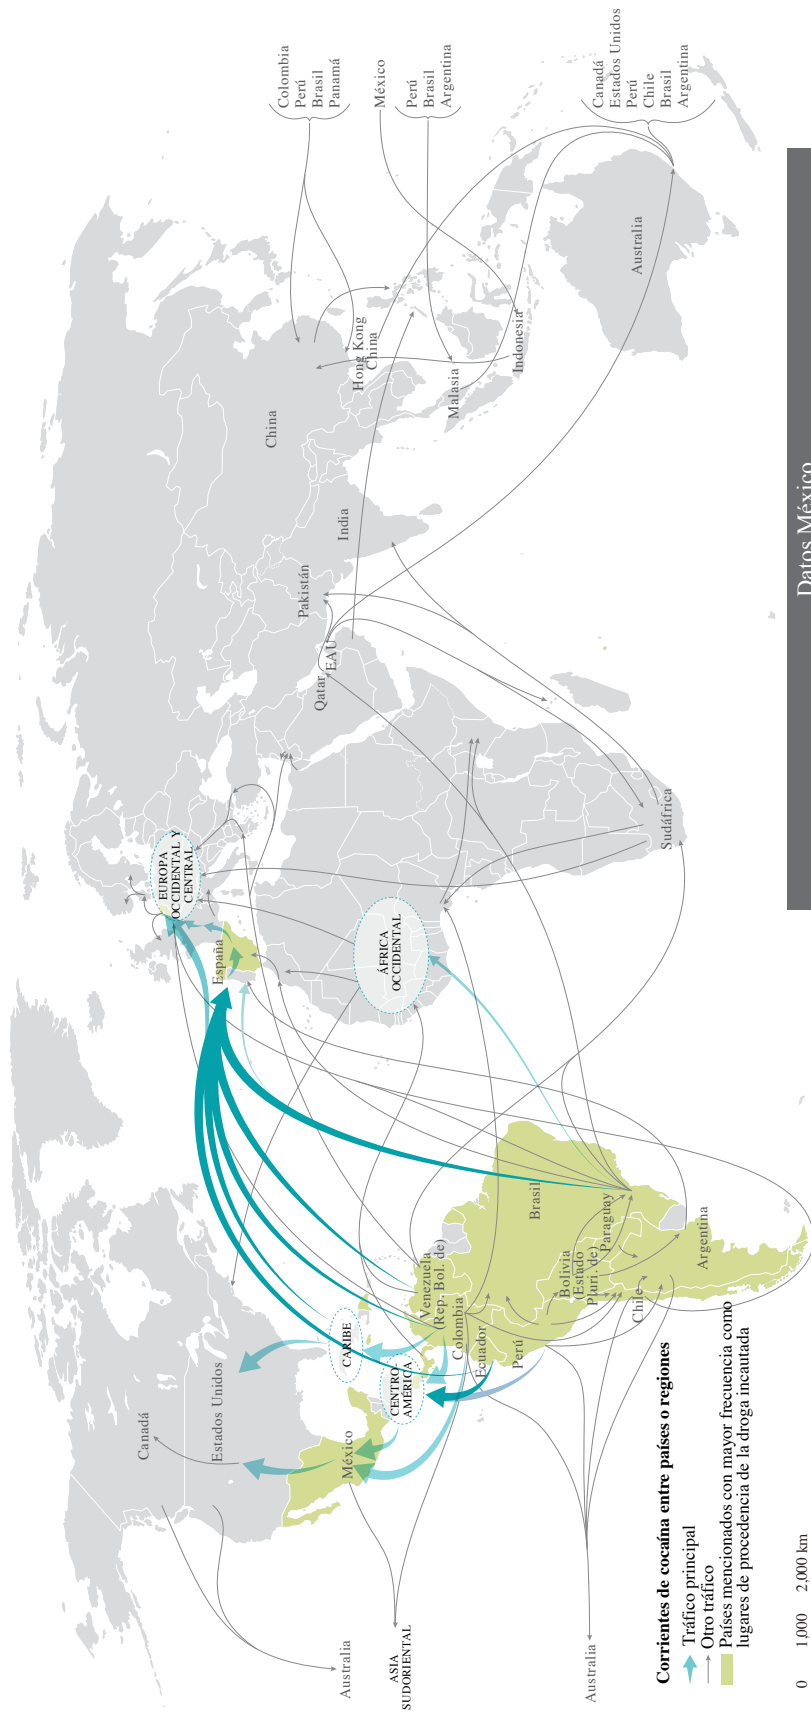 Canadá
Estados Unidos
México
CARIBE
CENTRO-
AMÉRICA
Venezuela
(Rep. Bol. de)
Colombia
Ecuador
Perú
Brasil
Bolivia
(Estado
Pluri. de)
Paraguay
Chile
Argentina
Australia
ASIA
SUDORIENTAL
Australia
España
EUROPA
OCCIDENTAL Y
CENTRAL
ÁFRICA
OCCIDENTAL
Sudáfrica
Qatar
EAU
Pakistán
India
China
Hong Kong
China
Malasia
Indonesia
Australia
Colombia
Perú
Brasil
Panamá
México
Perú
Brasil
Argentina
Canadá
Estados Unidos
Perú
Chile
Brasil
Argentina
Corrientes de cocaína entre países o regiones
Tráfico principal
Otro tráfico
Países mencionados con mayor frecuencia como
lugares de procedencia de la droga incautada
0 1,000 2,000 km
Datos México